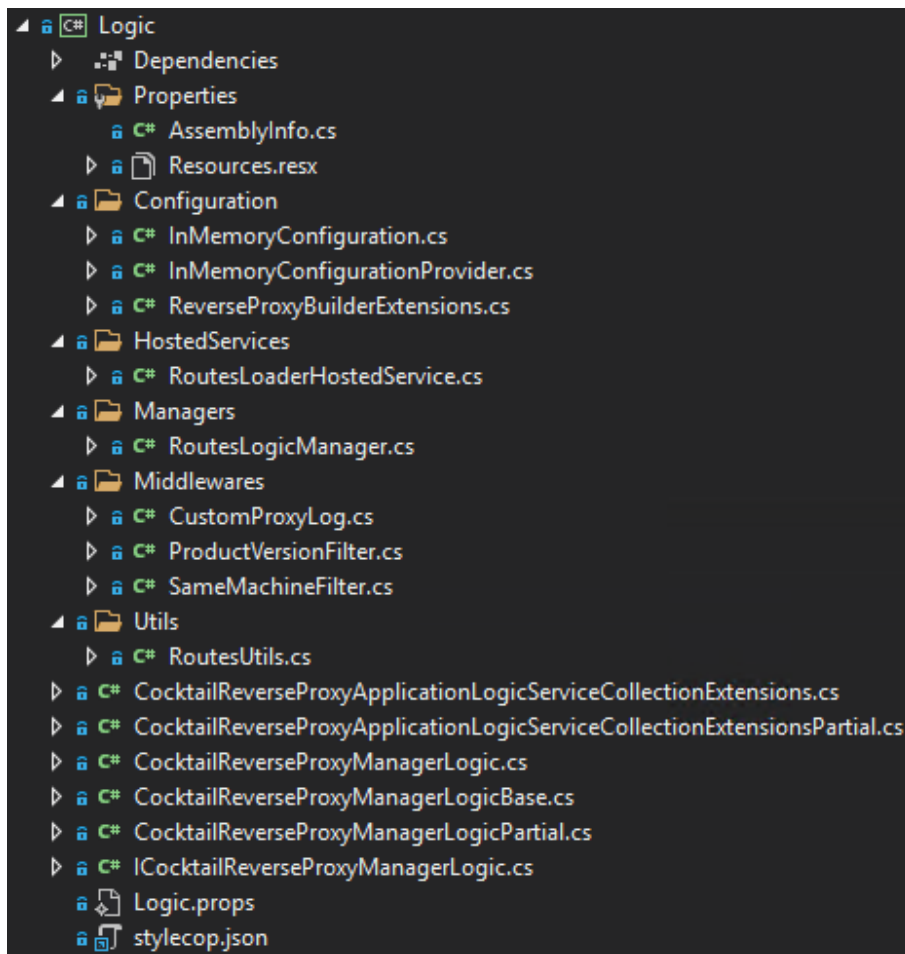 C# Logic
Dependencies
Properties
C# AssemblyInfo.cs
Resources.resx
Configuration
C# InMemoryConfiguration.cs
C# InMemoryConfigurationProvider.cs
C# ReverseProxyBuilderExtensions.cs
HostedServices
C# RoutesLoaderHostedService.cs
Managers
C# RoutesLogicManager.cs
Middlewares
C# CustomProxyLog.cs
C# ProductVersionFilter.cs
C# SameMachineFilter.cs
Utils
C# RoutesUtils.cs
C# CocktailReverseProxyApplicationLogicServiceCollectionExtensions.cs
C# CocktailReverseProxyApplicationLogicServiceCollectionExtensionsPartial.cs
C# CocktailReverseProxyManagerLogic.cs
C# CocktailReverseProxyManagerLogicBase.cs
C# CocktailReverseProxyManagerLogicPartial.cs
C# ICocktailReverseProxyManagerLogic.cs
Logic.props
stylecop.json